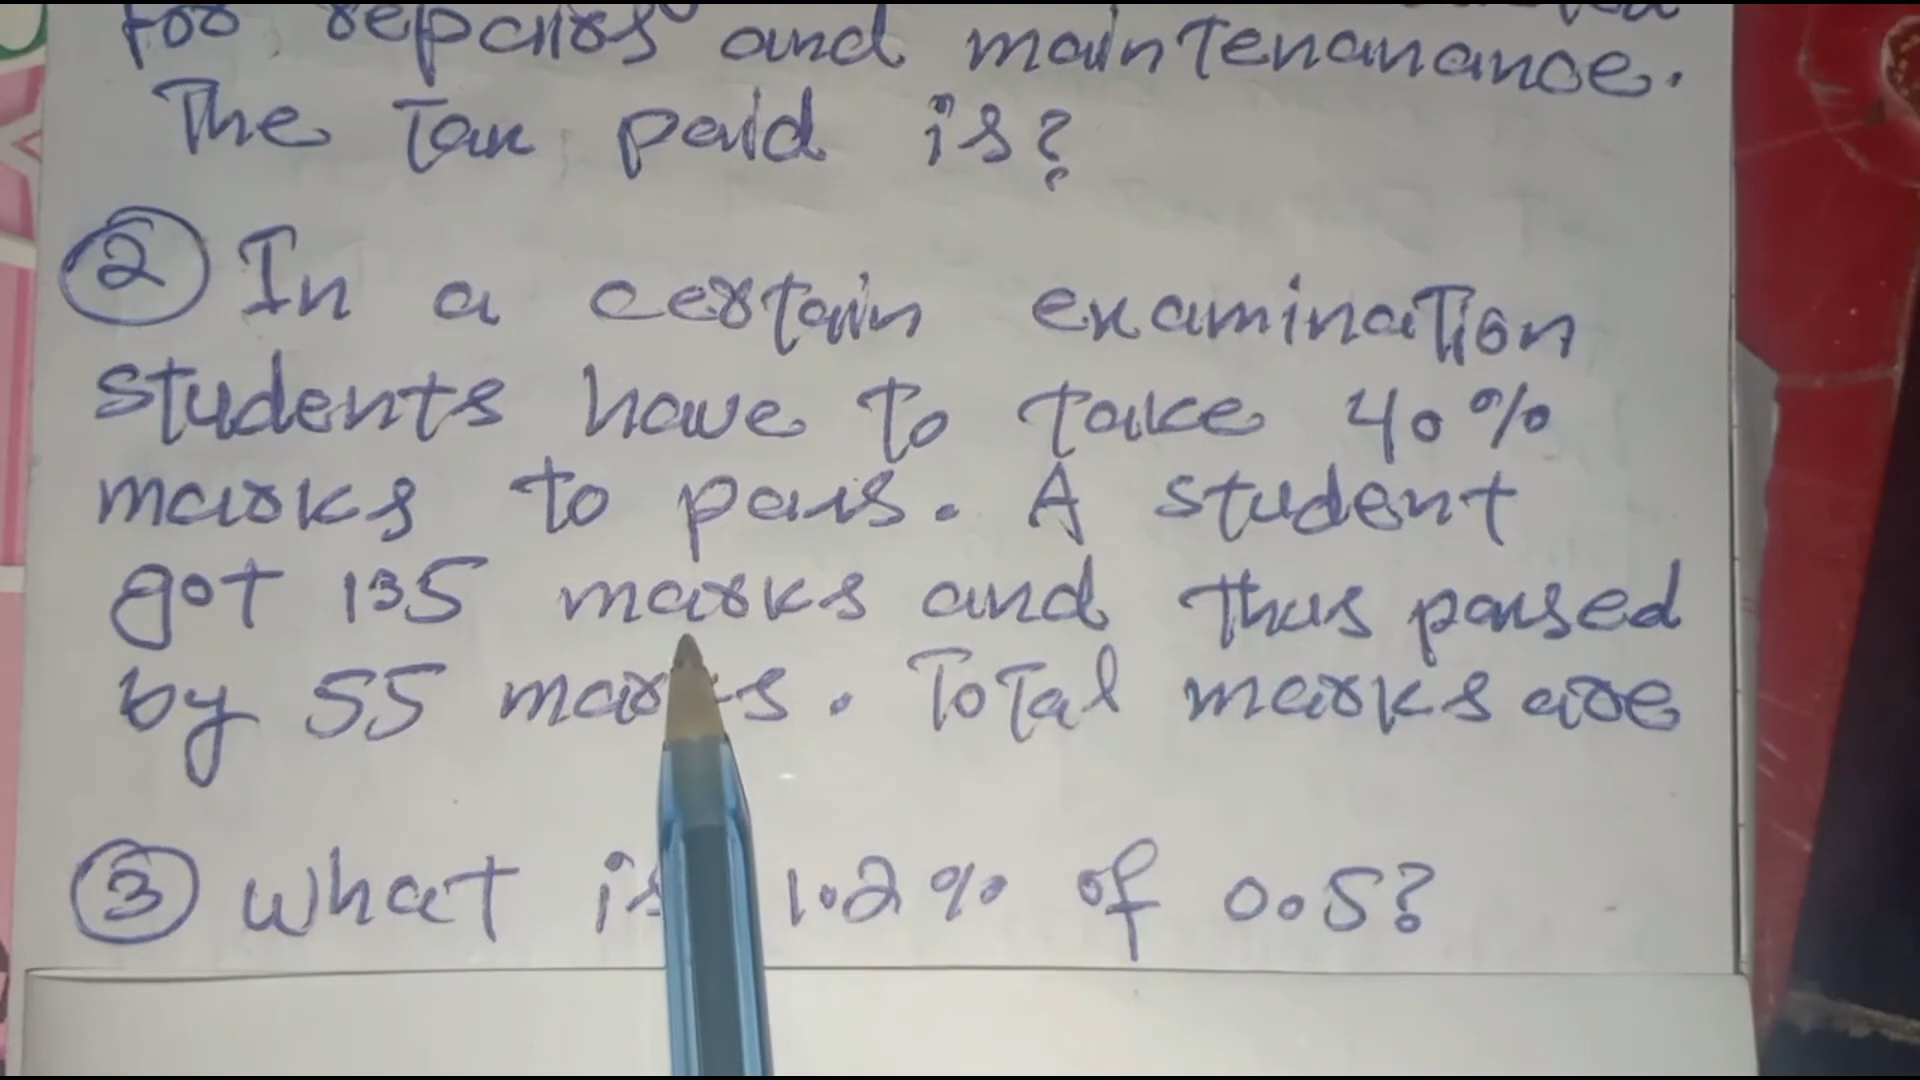 for repairs and maintenanance.
The Tax paid is?
② In a certain examination
students have to take 40%
marks to pass. A student
got 135 marks and thus passed
by 55 marks. Total marks are
③ What is 1.2% of 0.5?